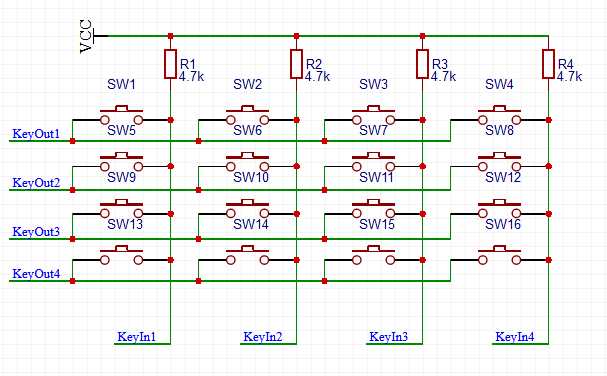 VCC
R1 R2 R3 R4
4.7k 4.7k 4.7k 4.7k
SW1 SW2 SW3 SW4
KeyOut1
SW5 SW6 SW7 SW8
KeyOut2
SW9 SW10 SW11 SW12
KeyOut3
SW13 SW14 SW15 SW16
KeyOut4
KeyIn1 KeyIn2 KeyIn3 KeyIn4